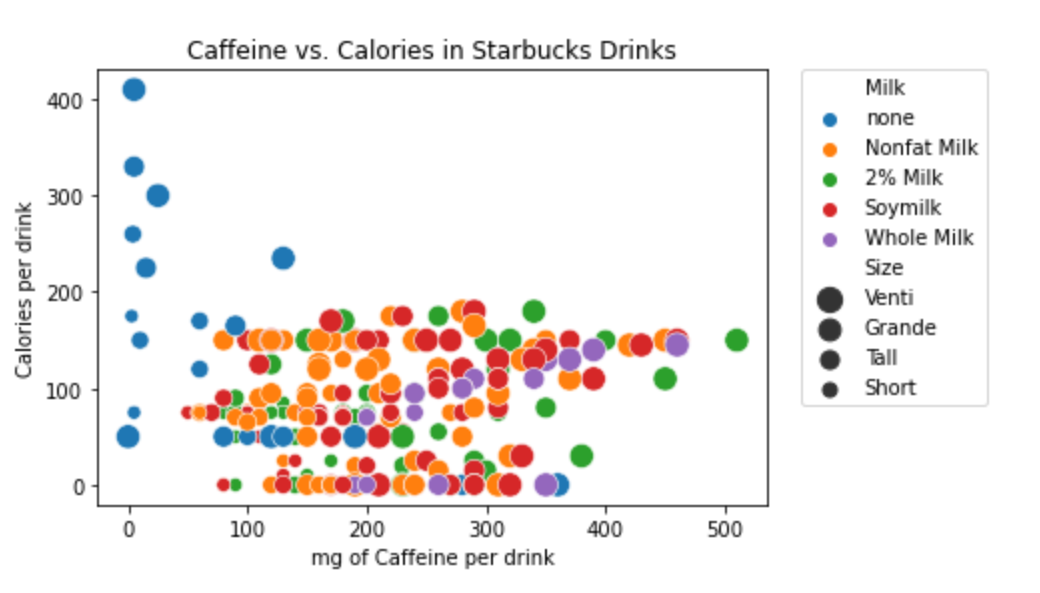 Caffeine vs. Calories in Starbucks Drinks
Calories per drink
400
300
200
100
0
0 100 200 300 400 500
mg of Caffeine per drink
Milk
none
Nonfat Milk
2% Milk
Soymilk
Whole Milk
Size
Venti
Grande
Tall
Short